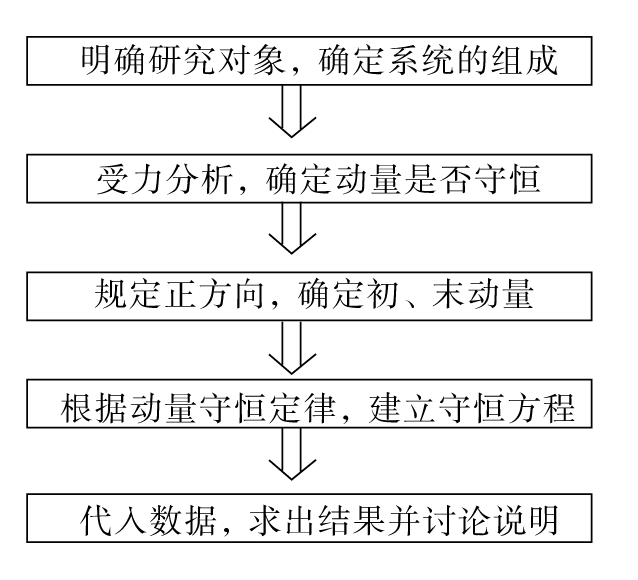 明确研究对象，确定系统的组成
受力分析，确定动量是否守恒
规定正方向，确定初、末动量
根据动量守恒定律，建立守恒方程
代入数据，求出结果并讨论说明